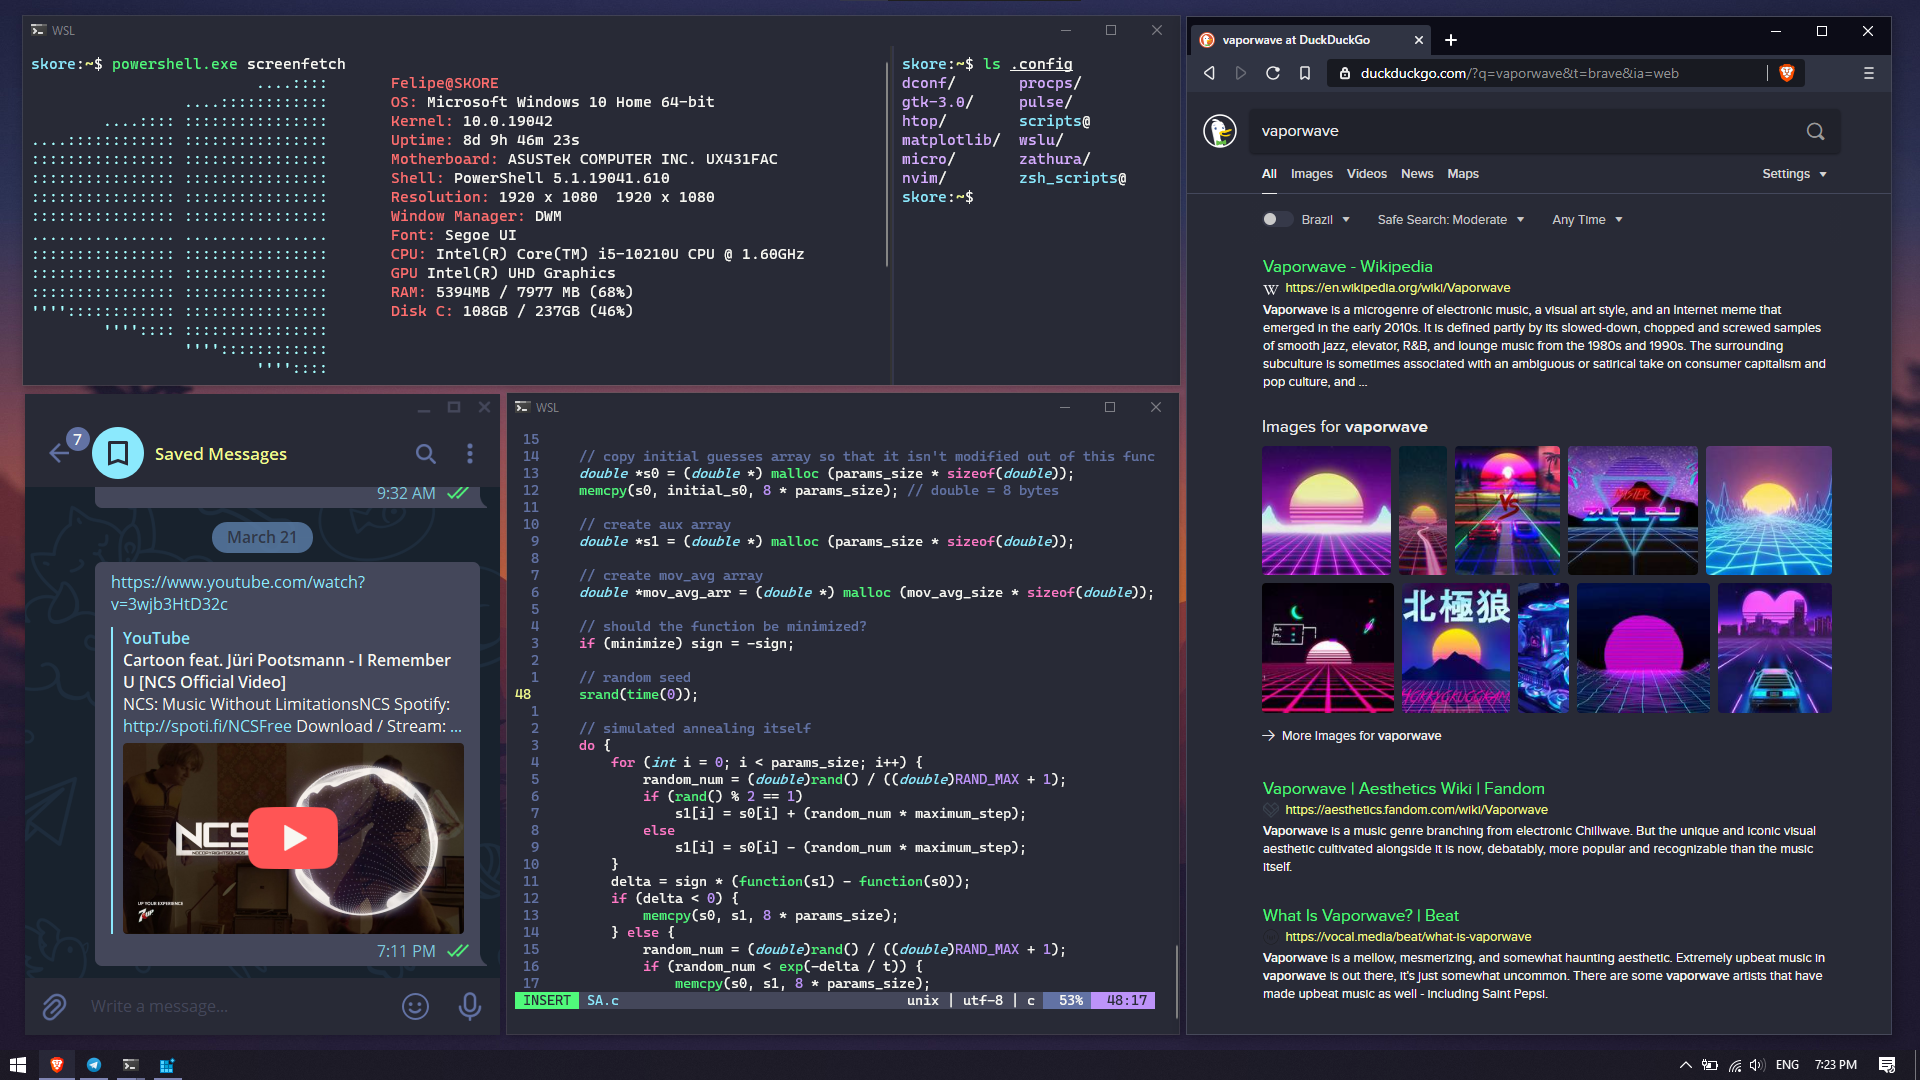 WSL
skore:~$ powershell.exe screenfetch
Felipe@SKORE
OS: Microsoft Windows 10 Home 64-bit
Kernel: 10.0.19042
Uptime: 8d 9h 46m 23s
Motherboard: ASUSTeK COMPUTER INC. UX431FAC
Shell: PowerShell 5.1.19041.610
Resolution: 1920 x 1080  1920 x 1080
Window Manager: DWM
Font: Segoe UI
CPU: Intel(R) Core(TM) i5-10210U CPU @ 1.60GHz
GPU Intel(R) UHD Graphics
RAM: 5394MB / 7977 MB (68%)
Disk C: 108GB / 237GB (46%)
skore:~$ ls .config
dconf/ procps/
gtk-3.0/ pulse/
htop/ scripts@
matplotlib/ wslu/
micro/ zathura/
nvim/ zsh_scripts@
skore:~$
7
Saved Messages
9:32 AM
March 21
https://www.youtube.com/watch?
v=3wjb3HtD32c
YouTube
Cartoon feat. Jüri Pootsmann - I Remember
U [NCS Official Video]
NCS: Music Without LimitationsNCS Spotify:
http://spoti.fi/NCSFree Download / Stream: ...
NCS
NOCOPYRIGHTSOUNDS
UP YOUR EXPERIENCE
7up
7:11 PM
Write a message...
WSL
15
14 // copy initial guesses array so that it isn't modified out of this func
13 double *s0 = (double *) malloc (params_size * sizeof(double));
12 memcpy(s0, initial_s0, 8 * params_size); // double = 8 bytes
11
10 // create aux array
9 double *s1 = (double *) malloc (params_size * sizeof(double));
8
7 // create mov_avg array
6 double *mov_avg_arr = (double *) malloc (mov_avg_size * sizeof(double));
5
4 // should the function be minimized?
3 if (minimize) sign = -sign;
2
1 // random seed
48 srand(time(0));
1
2 // simulated annealing itself
3 do {
4 for (int i = 0; i < params_size; i++) {
5 random_num = (double)rand() / ((double)RAND_MAX + 1);
6 if (rand() % 2 == 1)
7 s1[i] = s0[i] + (random_num * maximum_step);
8 else
9 s1[i] = s0[i] - (random_num * maximum_step);
10 }
11 delta = sign * (function(s1) - function(s0));
12 if (delta < 0) {
13 memcpy(s0, s1, 8 * params_size);
14 } else {
15 random_num = (double)rand() / ((double)RAND_MAX + 1);
16 if (random_num < exp(-delta / t)) {
17 memcpy(s0, s1, 8 * params_size);
INSERT SA.c unix | utf-8 | c 53% 48:17
vaporwave at DuckDuckGo
duckduckgo.com/?q=vaporwave&t=brave&ia=web
vaporwave
All Images Videos News Maps Settings
Brazil Safe Search: Moderate Any Time
Vaporwave - Wikipedia
W https://en.wikipedia.org/wiki/Vaporwave
Vaporwave is a microgenre of electronic music, a visual art style, and an Internet meme that
emerged in the early 2010s. It is defined partly by its slowed-down, chopped and screwed samples
of smooth jazz, elevator, R&B, and lounge music from the 1980s and 1990s. The surrounding
subculture is sometimes associated with an ambiguous or satirical take on consumer capitalism and
pop culture, and ...
Images for vaporwave
VS
北極狼
More Images for vaporwave
Vaporwave | Aesthetics Wiki | Fandom
https://aesthetics.fandom.com/wiki/Vaporwave
Vaporwave is a music genre branching from electronic Chillwave. But the unique and iconic visual
aesthetic cultivated alongside it is now, debatably, more popular and recognizable than the music
itself.
What Is Vaporwave? | Beat
https://vocal.media/beat/what-is-vaporwave
Vaporwave is a mellow, mesmerizing, and somewhat haunting aesthetic. Extremely upbeat music in
vaporwave is out there, it's just somewhat uncommon. There are some vaporwave artists that have
made upbeat music as well - including Saint Pepsi.
ENG 7:23 PM